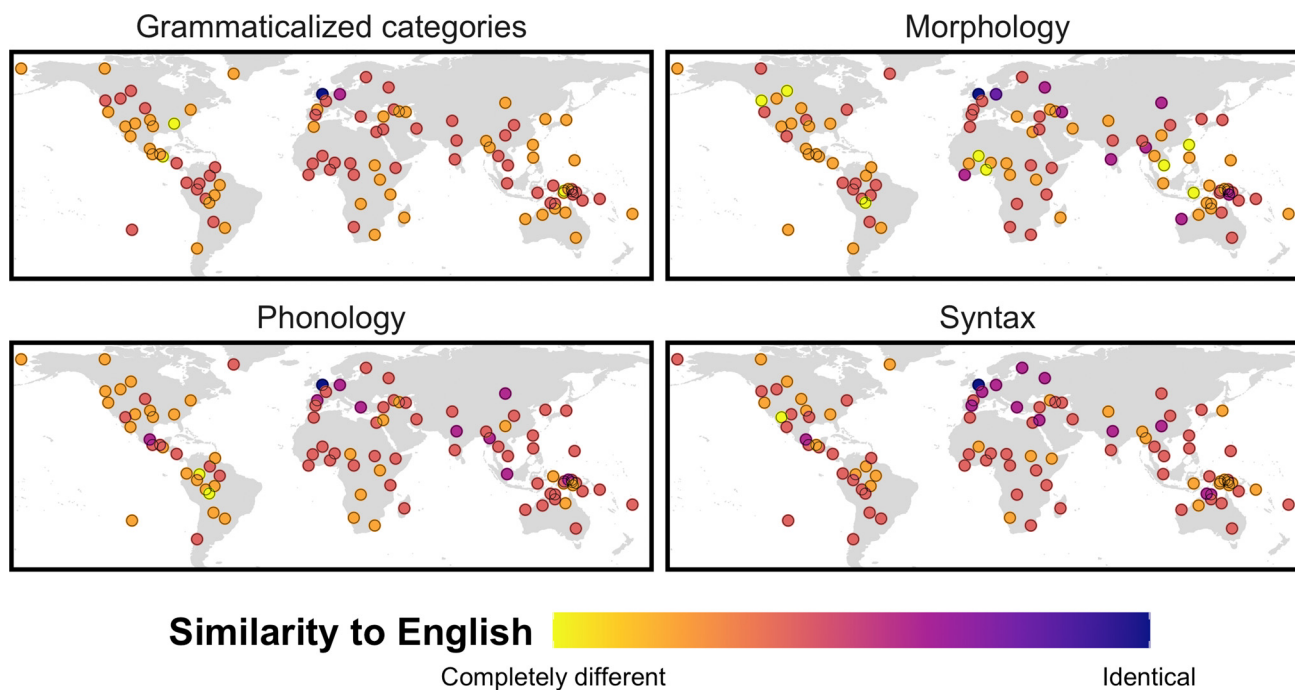 Grammaticalized categories
Morphology
Phonology
Syntax
Similarity to English
Completely different
Identical